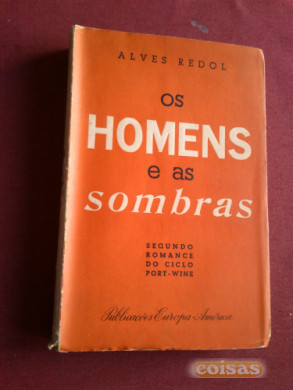 ALVES REDOL
OS
HOMENS
e as
sombras
SEGUNDO
ROMANCE
DO CICLO
PORT-WINE
Publicações Europa-América
coisas